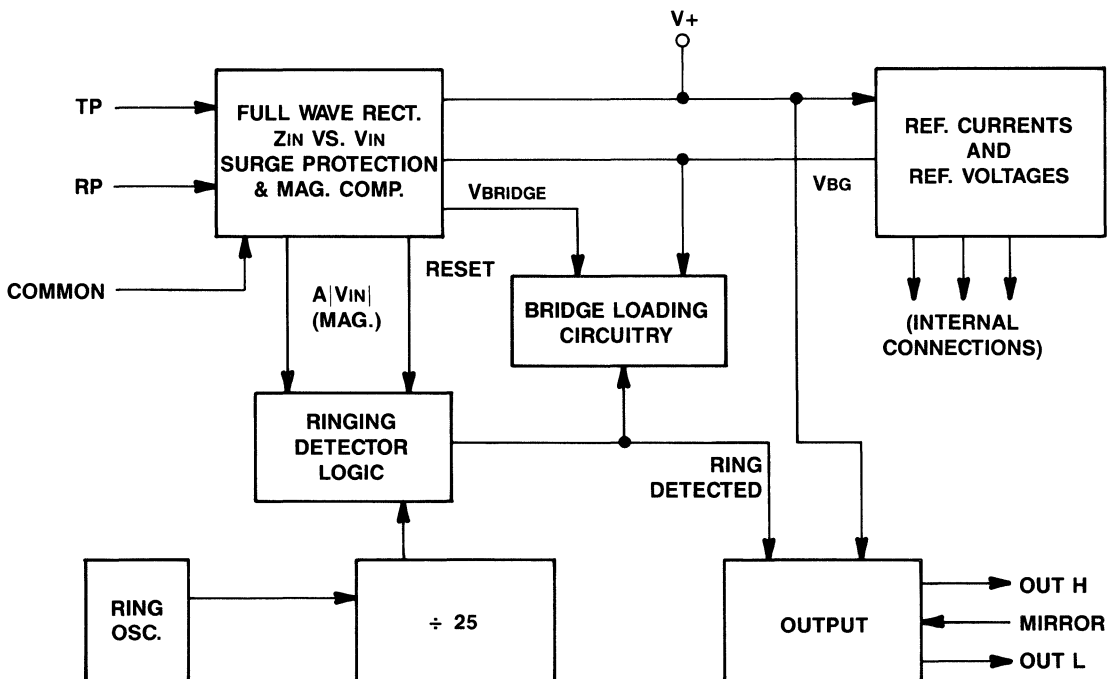 V+
TP
RP
COMMON
FULL WAVE RECT.
ZIN VS. VIN
SURGE PROTECTION
& MAG. COMP.
REF. CURRENTS
AND
REF. VOLTAGES
VBRIDGE
VBG
RESET
A|VIN|
(MAG.)
BRIDGE LOADING
CIRCUITRY
(INTERNAL
CONNECTIONS)
RINGING
DETECTOR
LOGIC
RING
DETECTED
RING
OSC.
÷ 25
OUTPUT
OUT H
MIRROR
OUT L